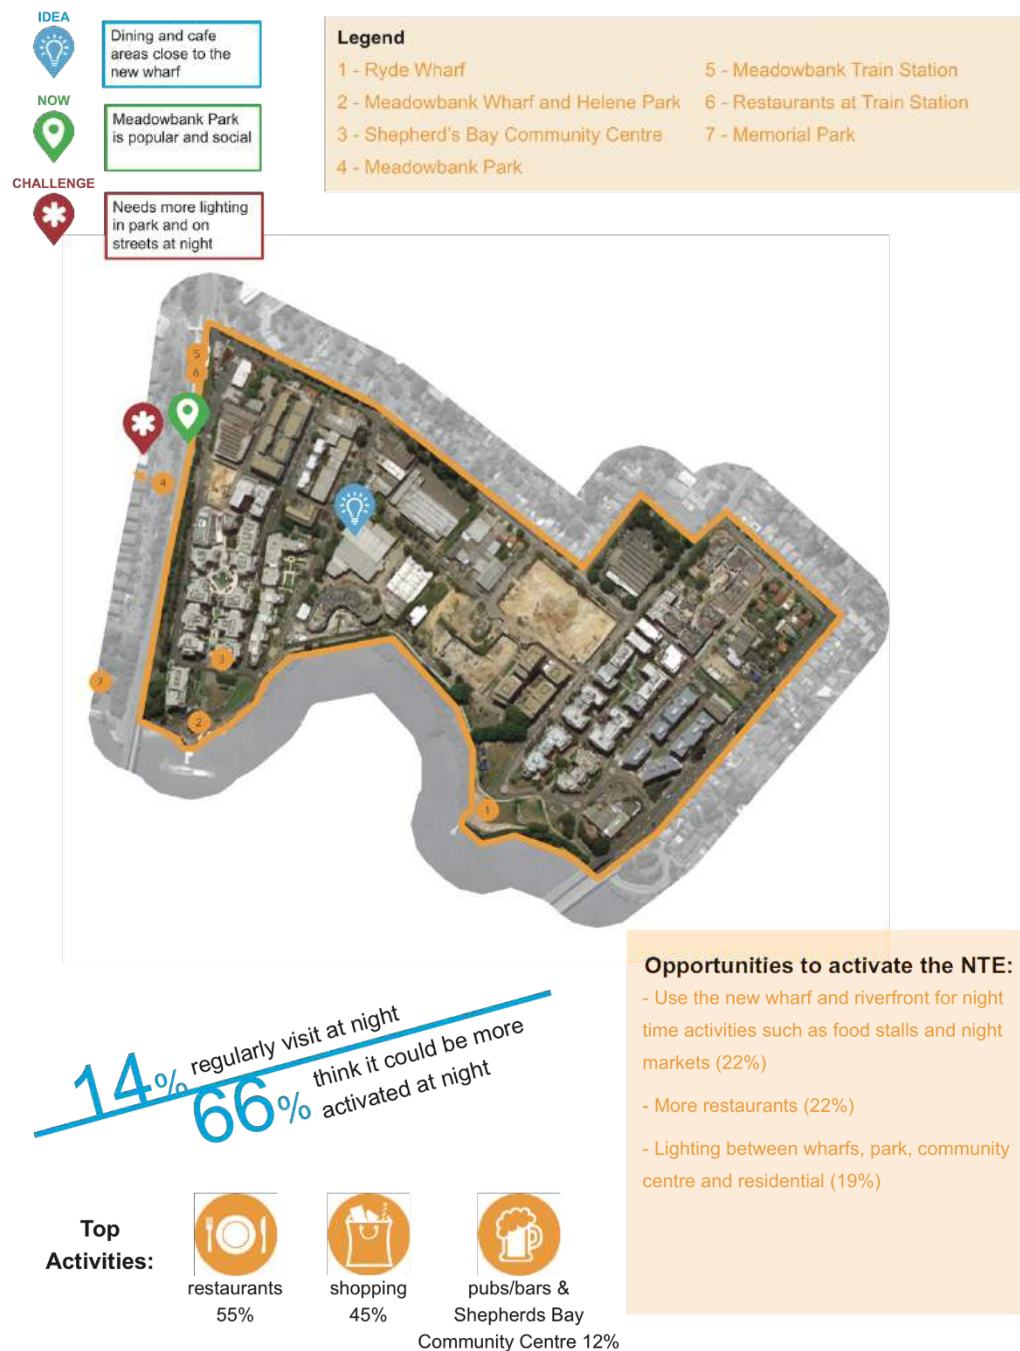 IDEA
Dining and cafe
areas close to the
new wharf
NOW
Meadowbank Park
is popular and social
CHALLENGE
Needs more lighting
in park and on
streets at night
Legend
1 - Ryde Wharf
2 - Meadowbank Wharf and Helene Park
3 - Shepherd's Bay Community Centre
4 - Meadowbank Park
5 - Meadowbank Train Station
6 - Restaurants at Train Station
7 - Memorial Park
5
6
4
3
7
2
1
14% regularly visit at night
66% think it could be more
activated at night
Opportunities to activate the NTE:
- Use the new wharf and riverfront for night
time activities such as food stalls and night
markets (22%)
- More restaurants (22%)
- Lighting between wharfs, park, community
centre and residential (19%)
Top
Activities:
restaurants
55%
shopping
45%
pubs/bars &
Shepherds Bay
Community Centre 12%